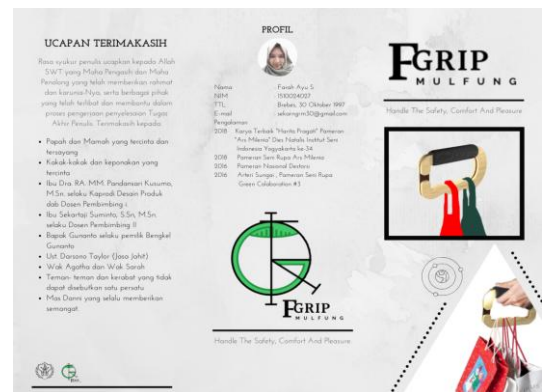 UCAPAN TERIMAKASIH
Rasa syukur penulis ucapkan kepada Allah
SWT yang Maha Pengasih dan Maha
Penolong yang telah memberikan rahmat
dan karunia-Nya, serta berbagai pihak
yang telah terlibat dan membantu dalam
proses pengerjaan penyelesaian Tugas
Akhir Penulis. Terimakasih kepada:
Papah dan Mamah yang tercinta dan
tersayang
Kakak-kakak dan keponakan yang
tercinta
Ibu Dra. RA. MM. Pandansari Kusumo,
M.Sn. selaku Kaprodi Desain Produk
dab Dosen Pembimbing i
Ibu Sekartaji Suminto, S.Sn, M.Sn.
selaku Dosen Pembimbing II
Bapak Gunanto selaku pemilik Bengkel
Gunanto
Ust. Darsono Taylor (Jasa Jahit)
Wak Agatha dan Wak Sarah
Teman- teman dan kerabat yang tidak
dapat disebutkan satu persatu
Mas Danni yang selalu memberikan
semangat.
PROFIL
Nama : Farah Ayu S
NIM : 1510024027
TTL : Brebes, 30 Oktober 1997
E-mail : sekaringrm30@gmail.com
Pengalaman
2018 Karya Terbaik "Harita Pragati" Pameran
"Ars Milenia" Dies Natalis Institut Seni
Indonesia Yogyakarta ke-34
2018 Pameran Seni Rupa Ars Milenia
2016 Pameran Nasional Destara
2016 Arteri Sungai , Pameran Seni Rupa
Green Colaboration #3
FGRIP
MULFUNG
Handle The Safety, Comfort And Pleasure
FGRIP
MULFUNG
Handle The Safety, Comfort And Pleasure